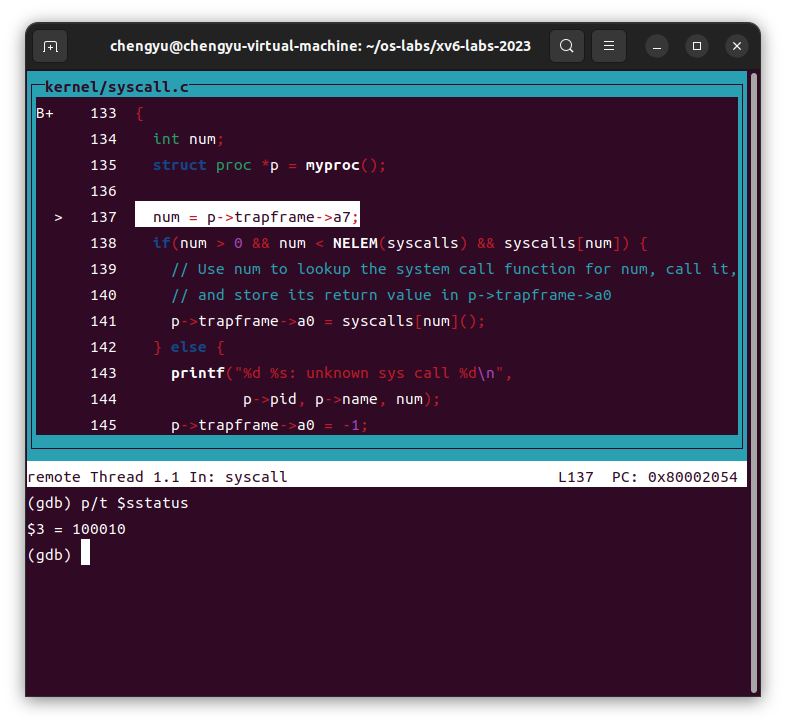 chengyu@chengyu-virtual-machine: ~/os-labs/xv6-labs-2023
kernel/syscall.c
B+ 133 {
134 int num;
135 struct proc *p = myproc();
136
> 137 num = p->trapframe->a7;
138 if(num > 0 && num < NELEM(syscalls) && syscalls[num]) {
139 // Use num to lookup the system call function for num, call it,
140 // and store its return value in p->trapframe->a0
141 p->trapframe->a0 = syscalls[num]();
142 } else {
143 printf("%d %s: unknown sys call %d\n",
144 p->pid, p->name, num);
145 p->trapframe->a0 = -1;
remote Thread 1.1 In: syscall L137 PC: 0x80002054
(gdb) p/t $sstatus
$3 = 100010
(gdb)